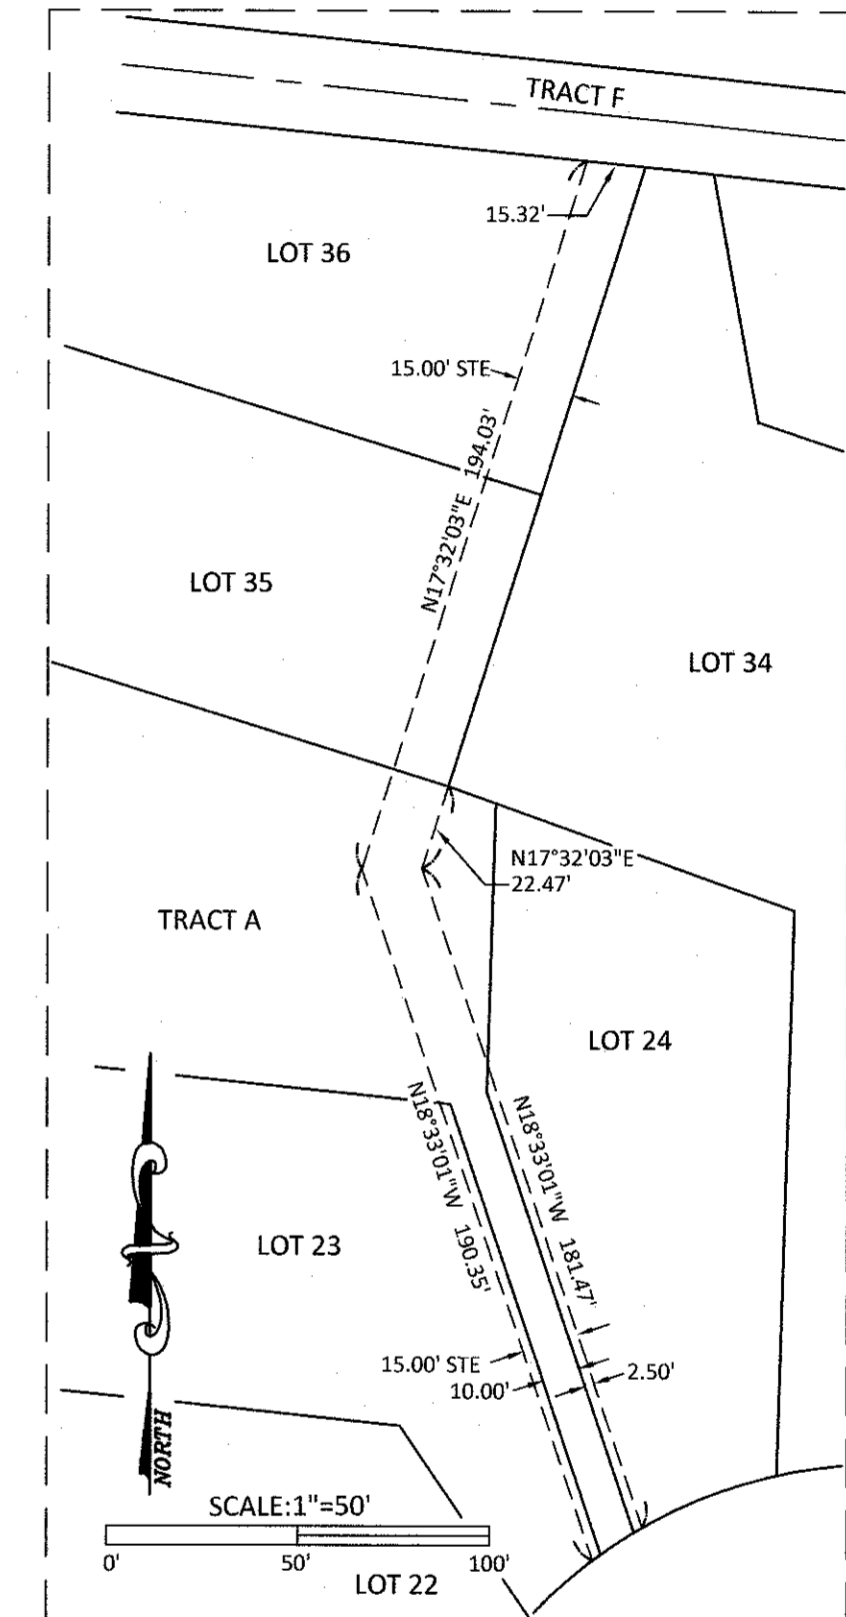 TRACT F
15.32'
LOT 36
15.00' STE
N17°32'03"E 194.03'
LOT 35
LOT 34
N17°32'03"E
22.47'
TRACT A
LOT 24
N18°33'01"W 190.35'
N18°33'01"W 181.47'
LOT 23
15.00' STE
10.00'
2.50'
NORTH
SCALE:1"=50'
0' 50' 100'
LOT 22